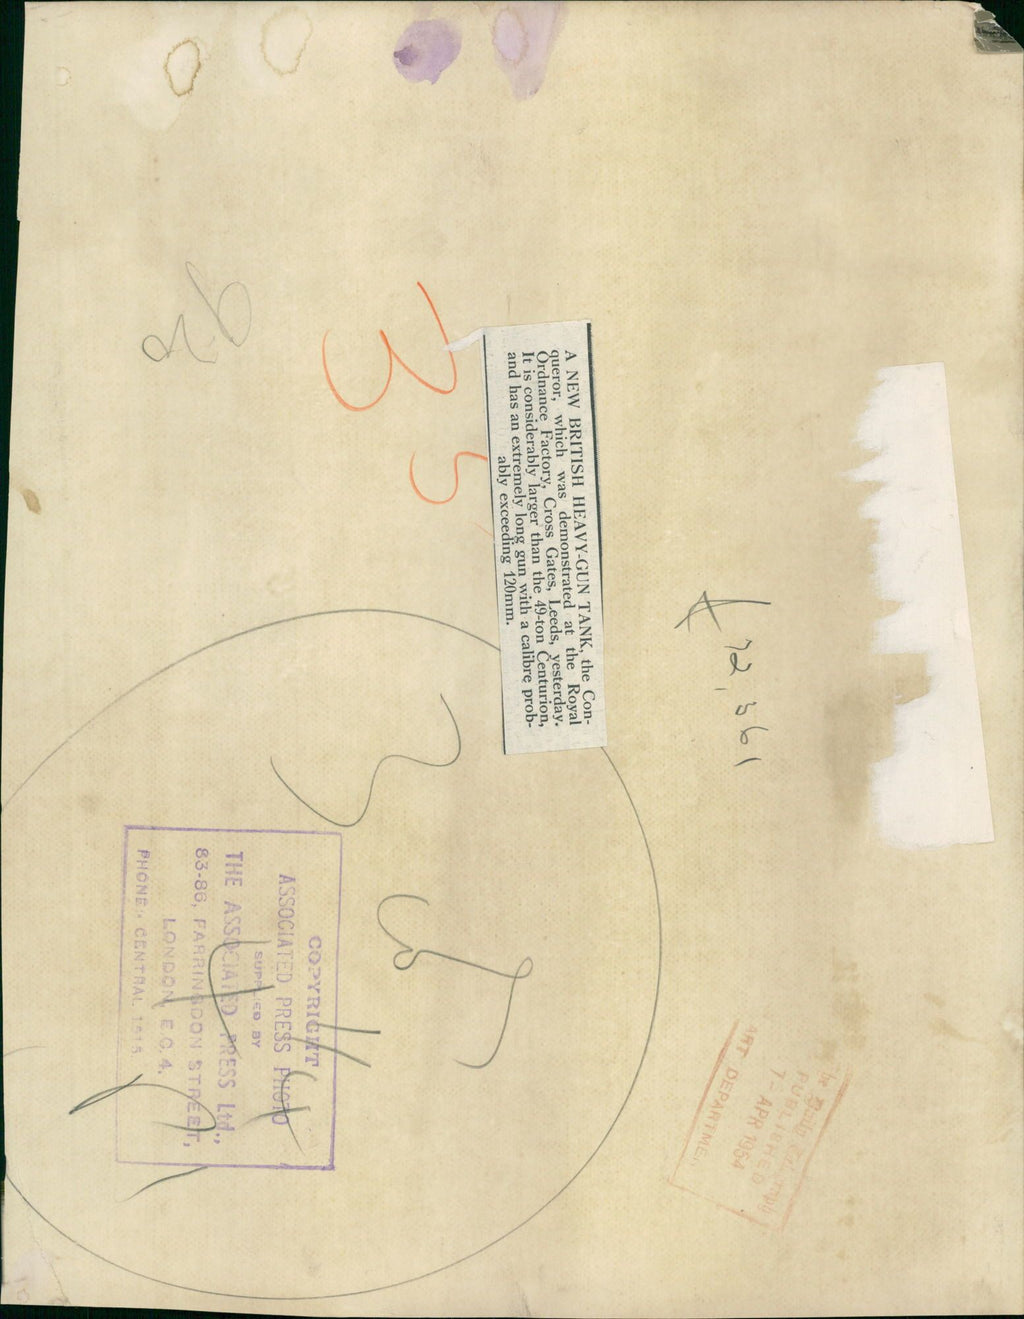 A NEW BRITISH HEAVY-GUN TANK, the Con-
queror, which was demonstrated at the Royal
Ordnance Factory, Cross Gates, Leeds, yesterday.
It is considerably larger than the 49-ton Centurion,
and has an extremely long gun with a calibre prob-
ably exceeding 120mm.
72,561
35
COPYRIGHT
ASSOCIATED PRESS PHOTO
SUPPLIED BY
THE ASSOCIATED PRESS Ltd.,
83-86, FARRINGDON STREET,
LONDON, E.C.4.
PHONE:- CENTRAL 1515
PUBLISHED
7-APR 1954
ART DEPARTME